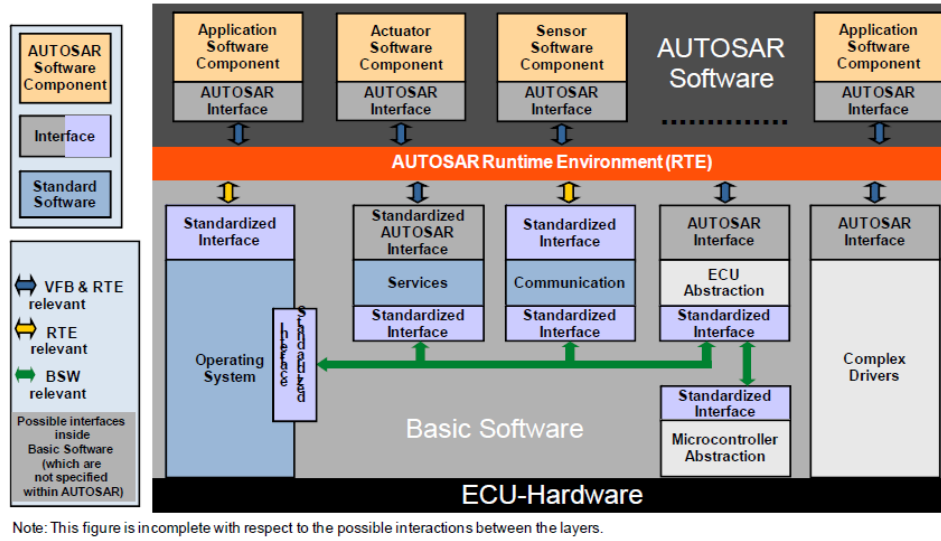 AUTOSAR
Software
Component
Interface
Standard
Software
VFB & RTE
relevant
RTE
relevant
BSW
relevant
Possible interfaces
inside
Basic Software
(which are
not specified
within AUTOSAR)
Application
Software
Component
AUTOSAR
Interface
Actuator
Software
Component
AUTOSAR
Interface
Sensor
Software
Component
AUTOSAR
Interface
AUTOSAR
Software
..............
Application
Software
Component
AUTOSAR
Interface
AUTOSAR Runtime Environment (RTE)
Standardized
Interface
Operating
System
Standardized
Interface
Standardized
AUTOSAR
Interface
Services
Standardized
Interface
Standardized
Interface
Communication
Standardized
Interface
AUTOSAR
Interface
ECU
Abstraction
Standardized
Interface
Standardized
Interface
Microcontroller
Abstraction
AUTOSAR
Interface
Complex
Drivers
Basic Software
ECU-Hardware
Note: This figure is incomplete with respect to the possible interactions between the layers.